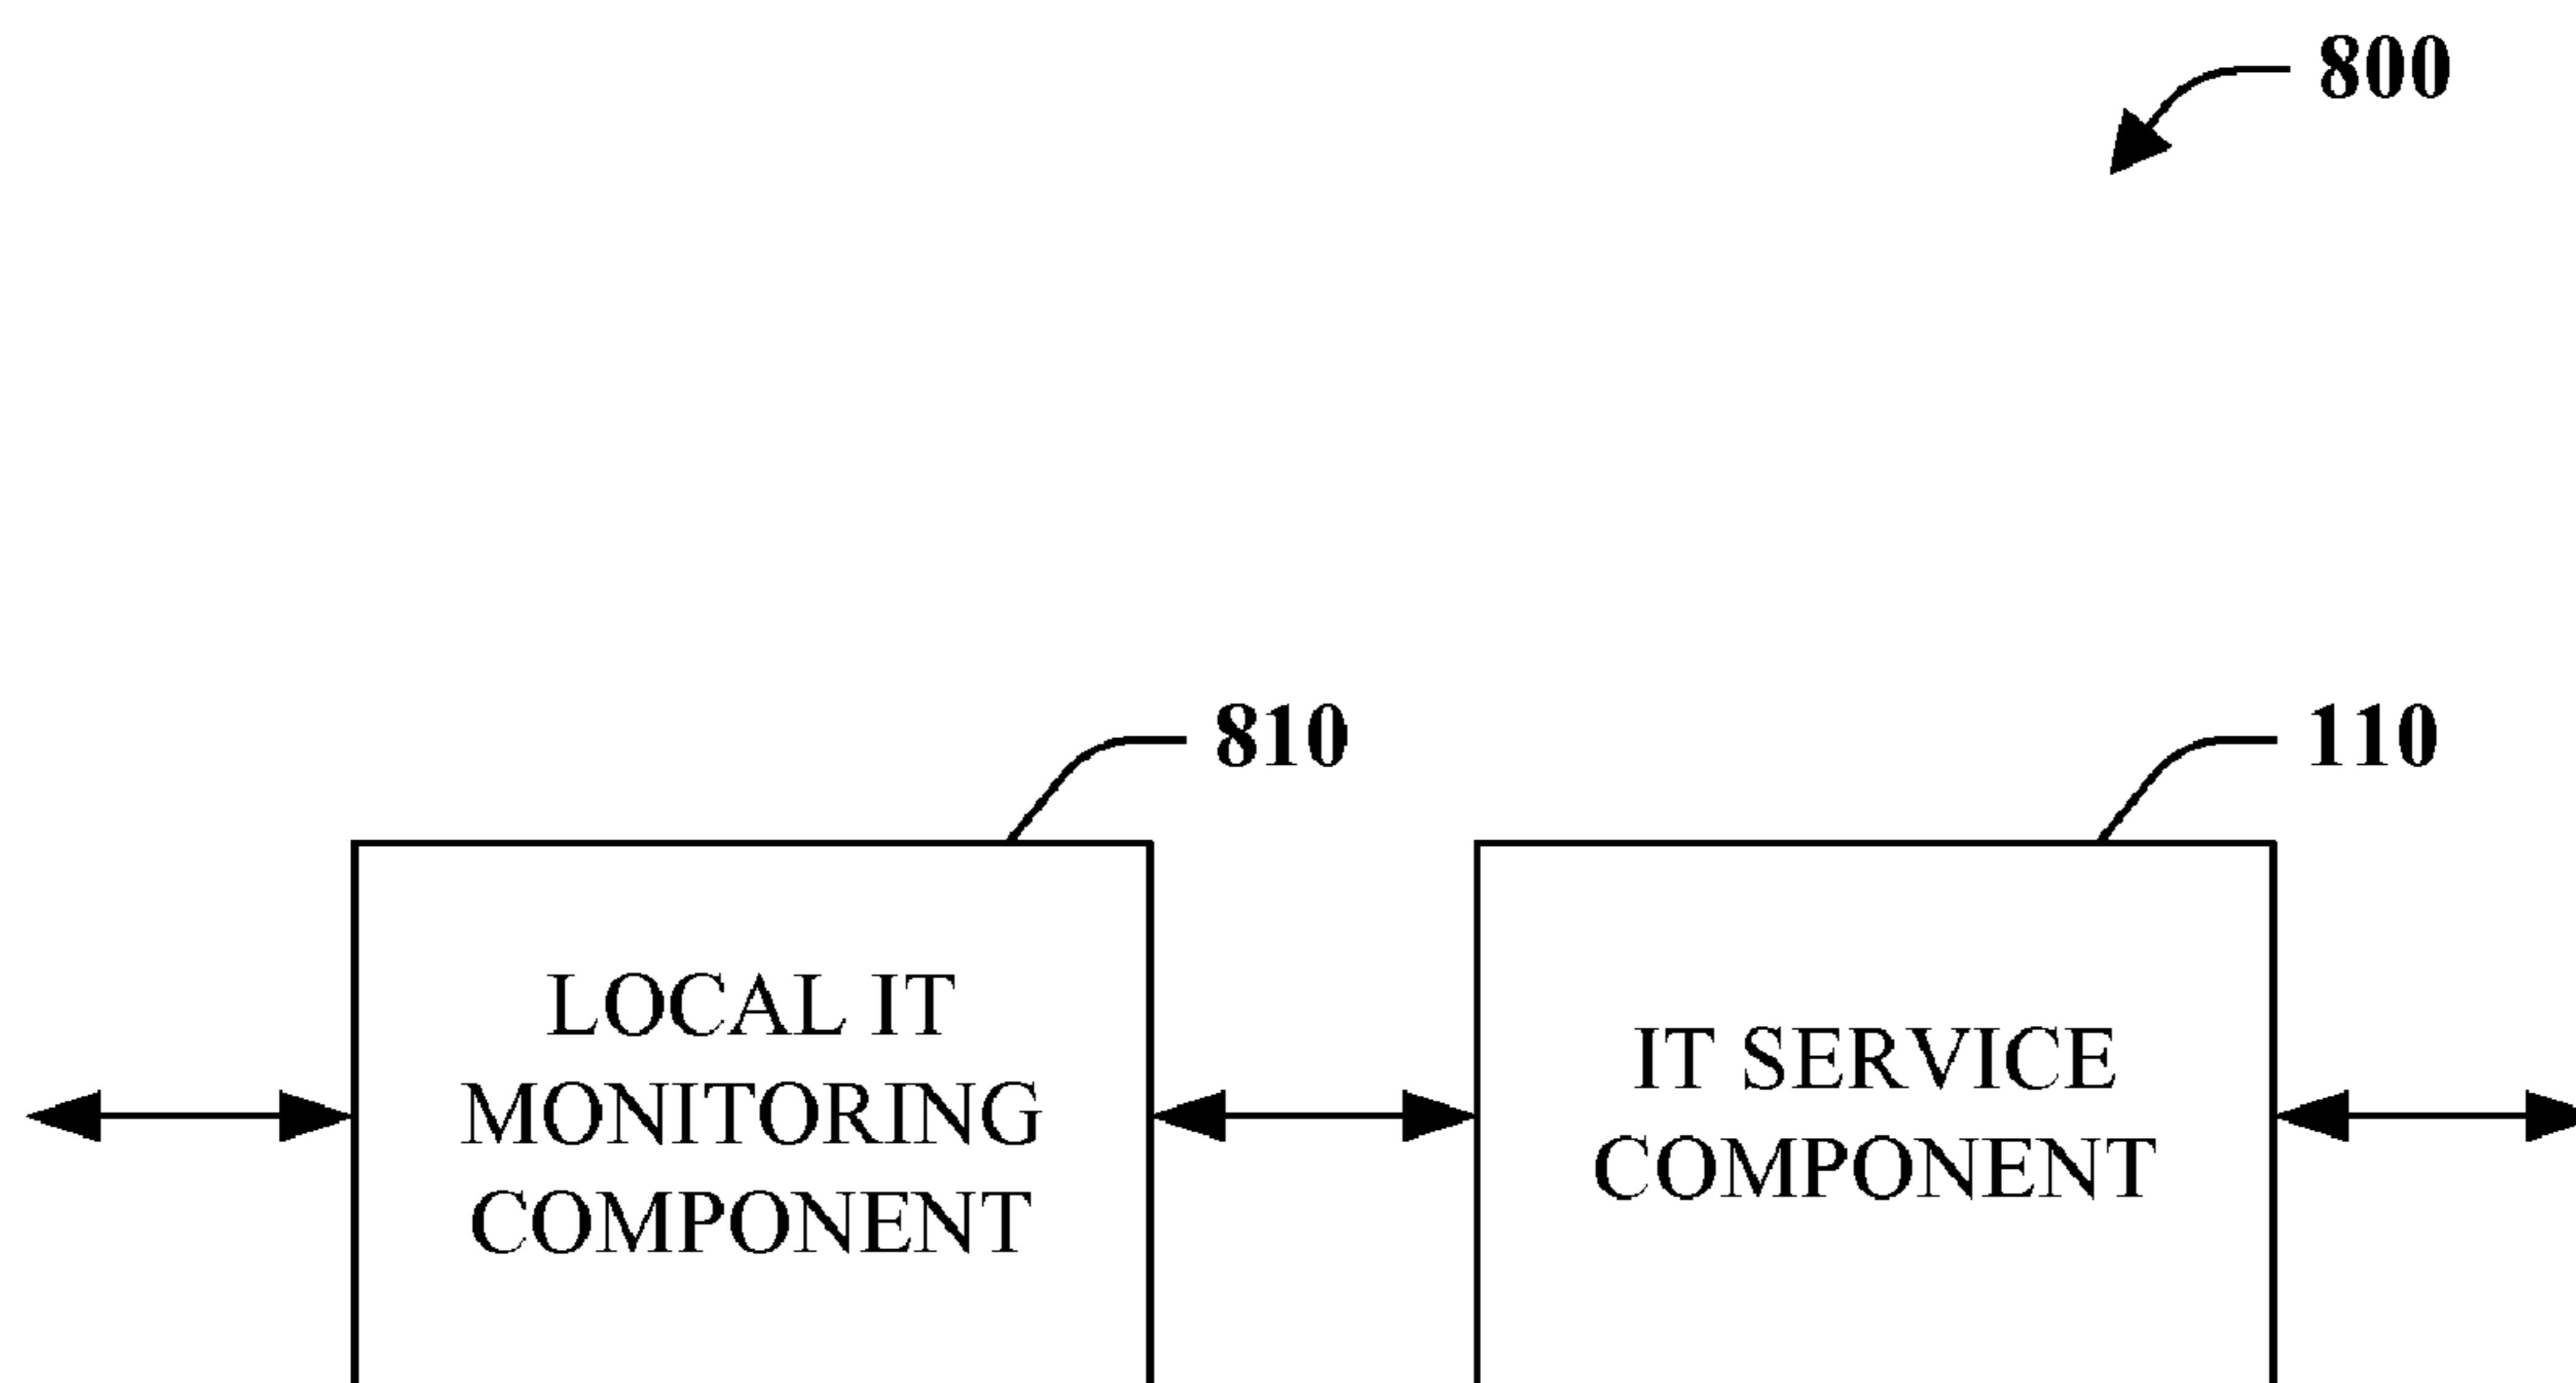 800
810
110
LOCAL IT
MONITORING
COMPONENT
IT SERVICE
COMPONENT